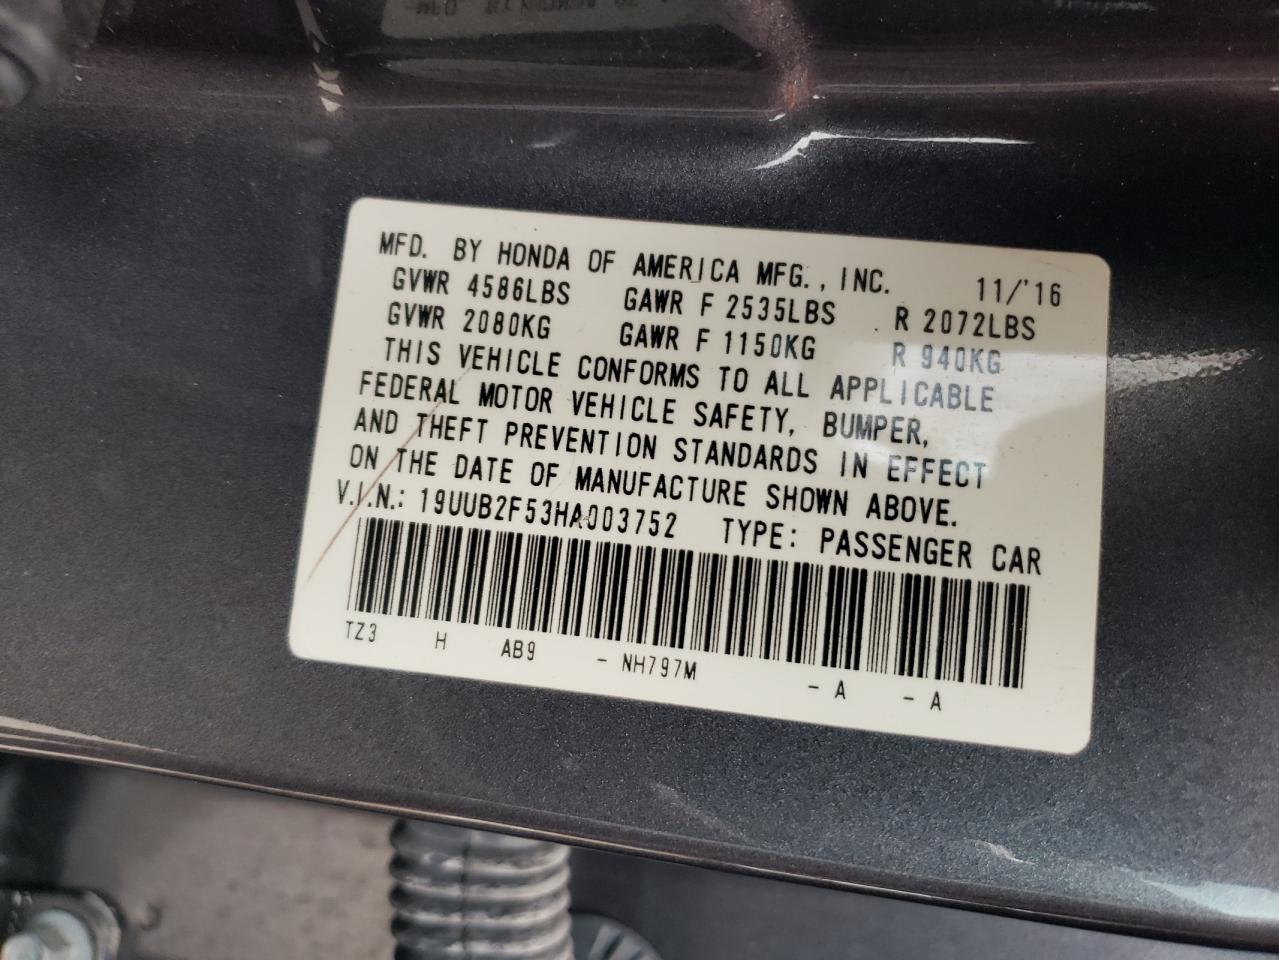 MFD. BY HONDA OF AMERICA MFG., INC. 11/'16
GVWR 4586LBS GAWR F 2535LBS R 2072LBS
GVWR 2080KG GAWR F 1150KG R 940KG
THIS VEHICLE CONFORMS TO ALL APPLICABLE
FEDERAL MOTOR VEHICLE SAFETY, BUMPER,
AND THEFT PREVENTION STANDARDS IN EFFECT
ON THE DATE OF MANUFACTURE SHOWN ABOVE.
V.I.N.: 19UUB2F53HA003752 TYPE: PASSENGER CAR
TZ3 H AB9 - NH797M - A - A